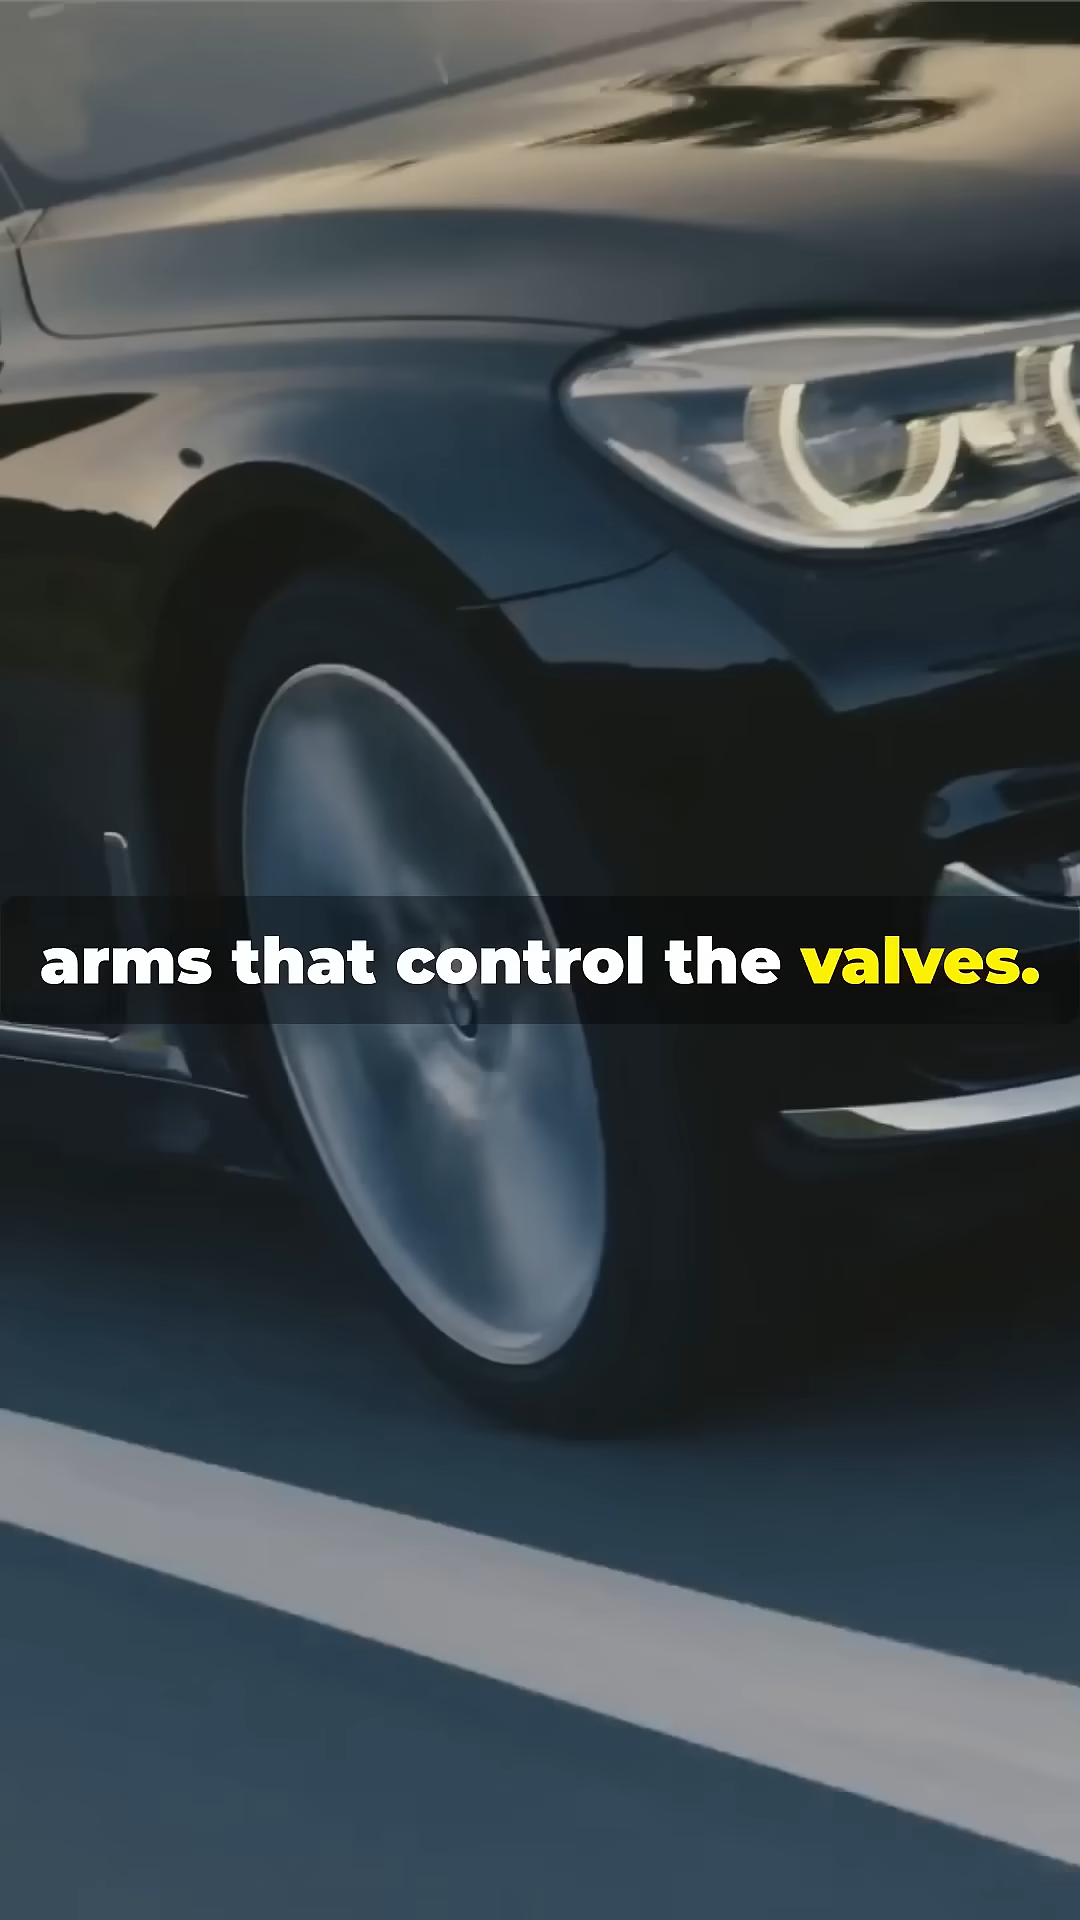 arms that control the valves.